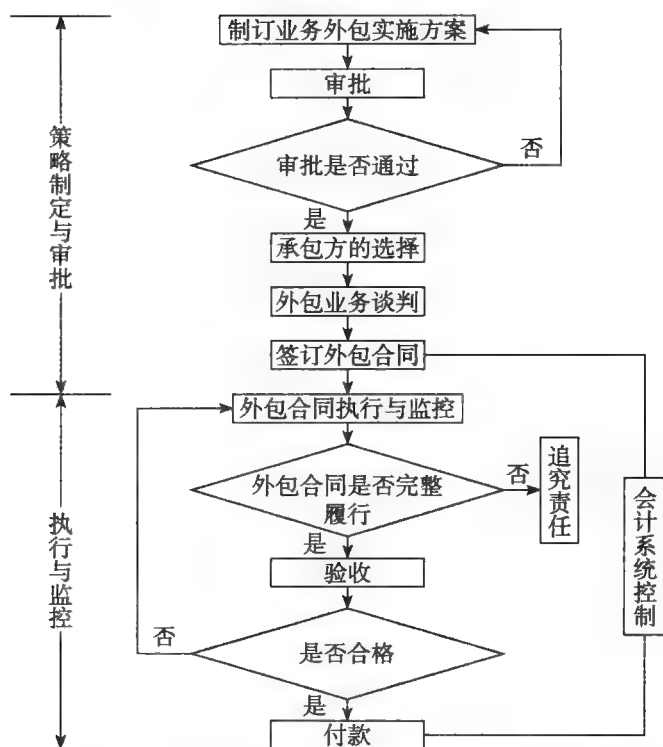 制订业务外包实施方案
审批
审批是否通过
否
是
承包方的选择
外包业务谈判
签订外包合同
策略制定与审批
外包合同执行与监控
外包合同是否完整
履行
否
追究责任
是
验收
会计系统控制
执行与监控
是否合格
否
是
付款